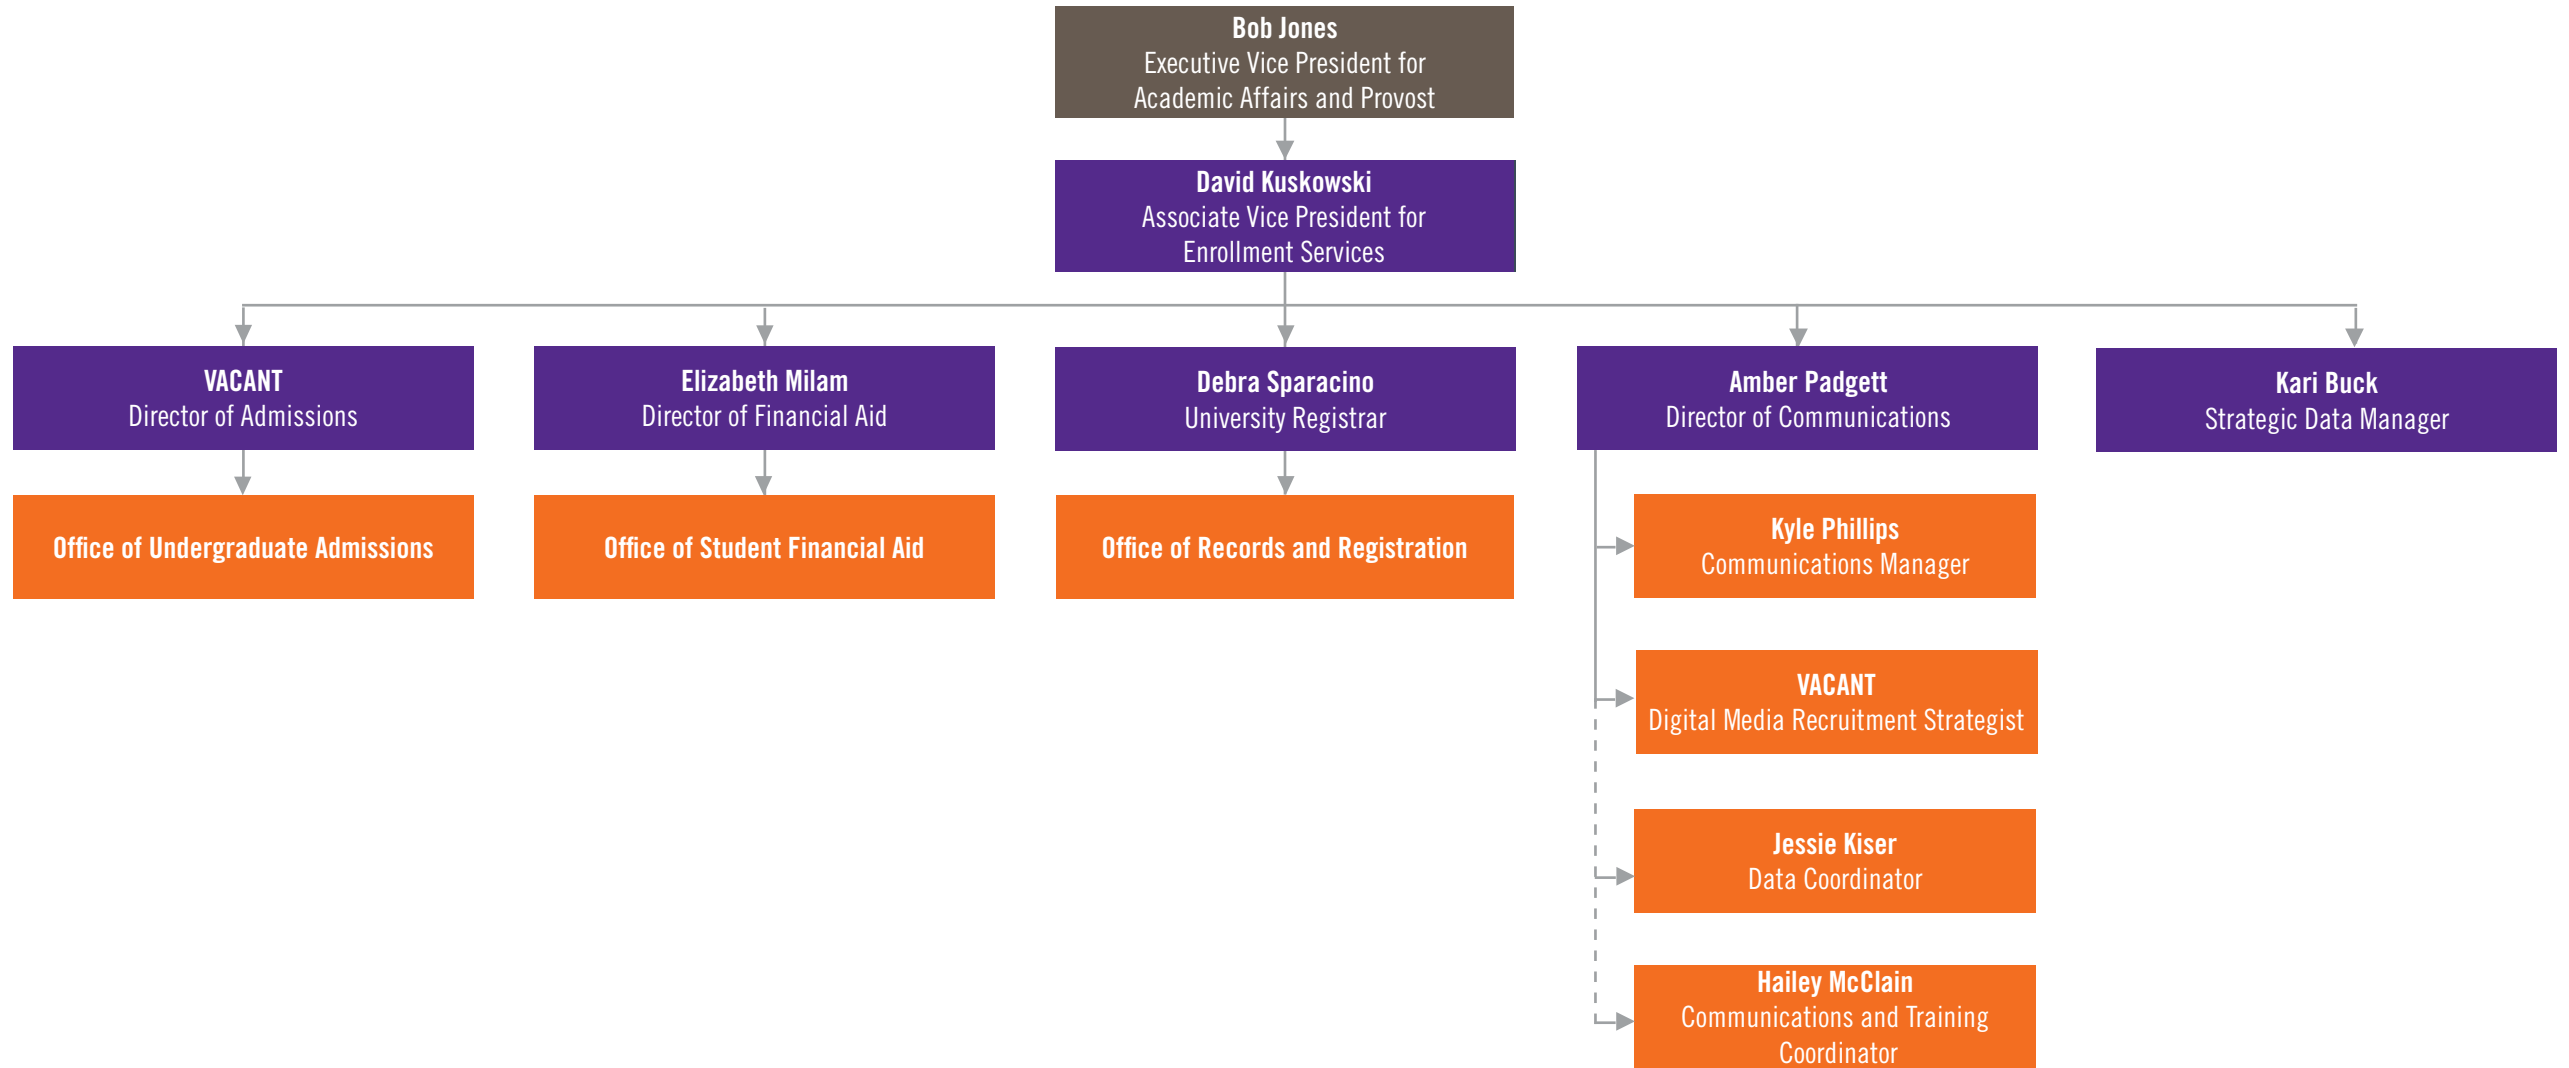 Bob Jones
Executive Vice President for
Academic Affairs and Provost
David Kuskowski
Associate Vice President for
Enrollment Services
VACANT
Director of Admissions
Elizabeth Milam
Director of Financial Aid
Debra Sparacino
University Registrar
Amber Padgett
Director of Communications
Kari Buck
Strategic Data Manager
Office of Undergraduate Admissions
Office of Student Financial Aid
Office of Records and Registration
Kyle Phillips
Communications Manager
VACANT
Digital Media Recruitment Strategist
Jessie Kiser
Data Coordinator
Hailey McClain
Communications and Training
Coordinator